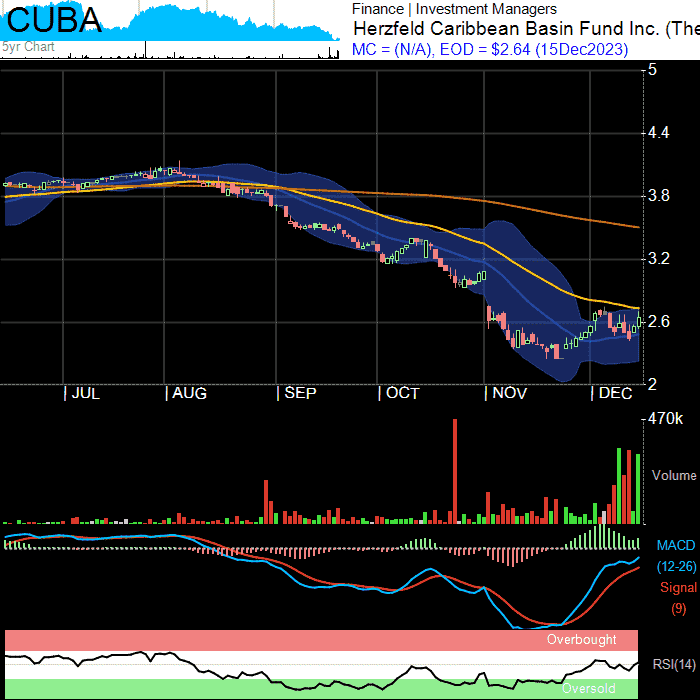 CUBA
5yr Chart
Finance | Investment Managers
Herzfeld Caribbean Basin Fund Inc. (The
MC = (N/A), EOD = $2.64 (15Dec2023)
5
4.4
3.8
3.2
2.6
2
| JUL | AUG | SEP | OCT | NOV | DEC
470k
Volume
MACD
(12-26)
Signal
(9)
Overbought
RSI(14)
Oversold